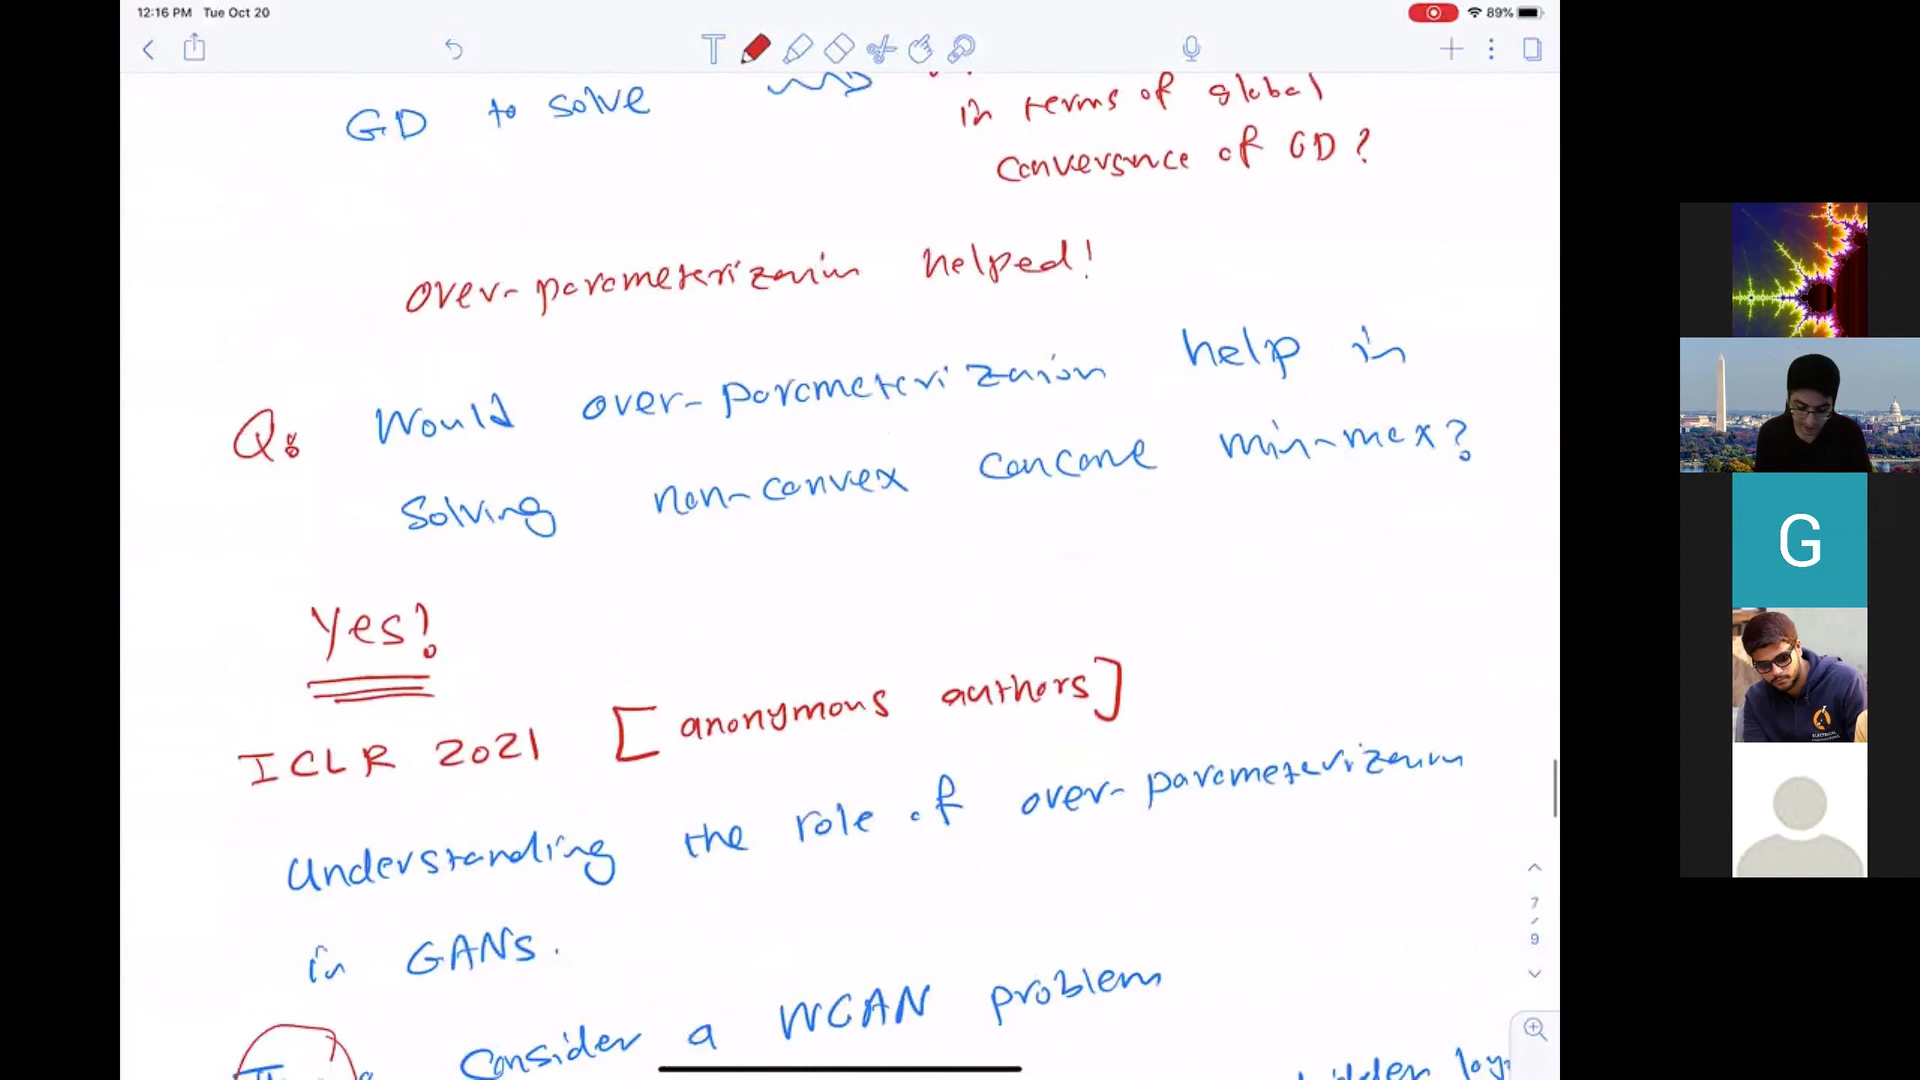 12:16 PM Tue Oct 20
89%
GD to solve
in terms of global
convergence of GD?
over-parameterization helped!
Q: Would over-parameterization help in
solving non-convex concave min-max?
Yes!
ICLR 2021 [anonymous authors]
Understanding the role of over-parameterization
in GANs.
Consider a WGAN problem
G
7
/
9